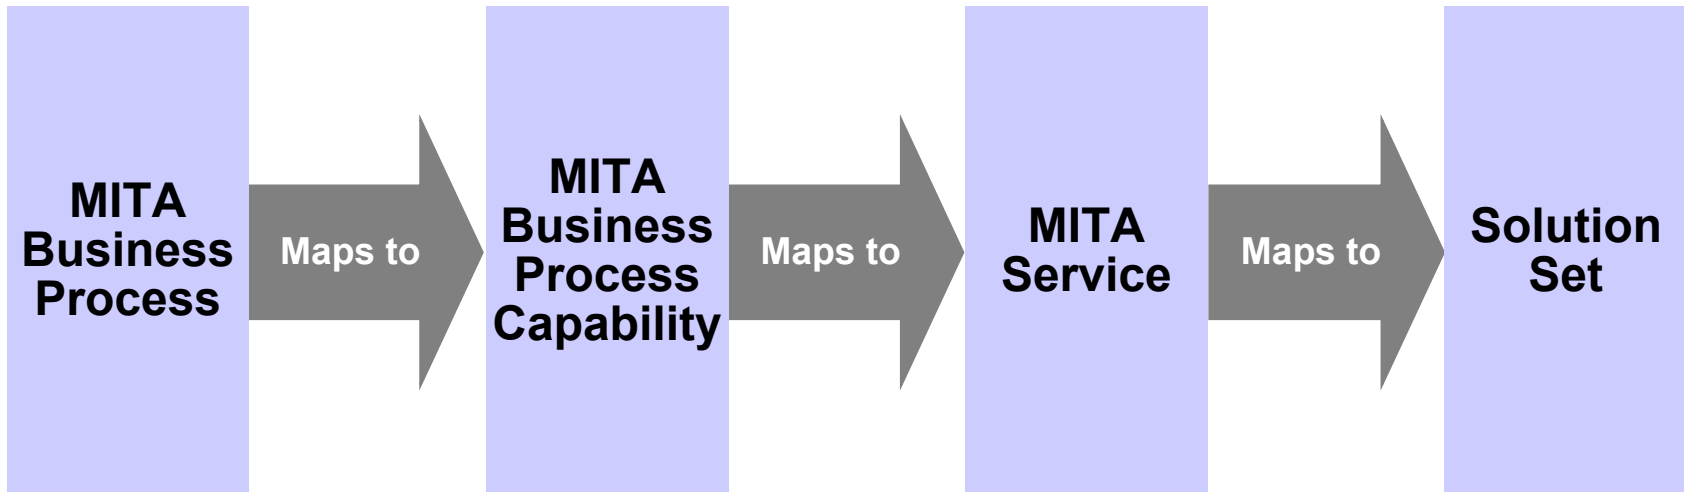 MITA
Business
Process
Maps to
MITA
Business
Process
Capability
Maps to
MITA
Service
Maps to
Solution
Set